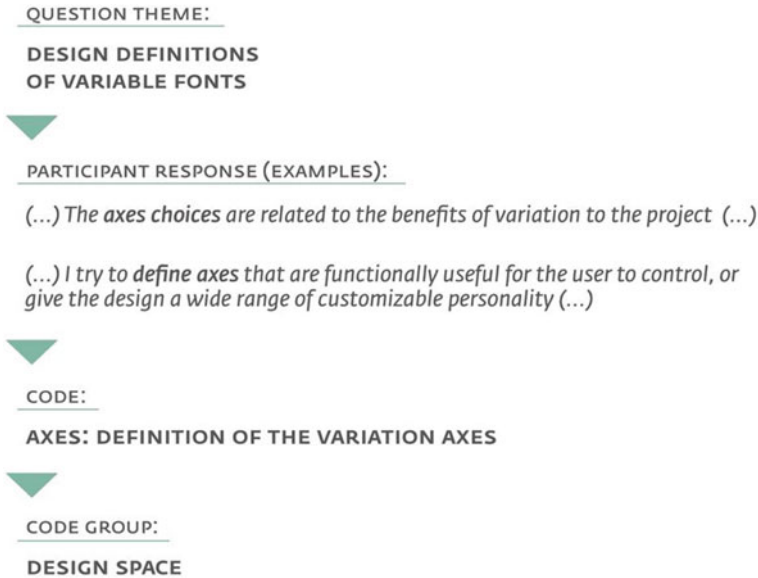 QUESTION THEME:
DESIGN DEFINITIONS
OF VARIABLE FONTS
PARTICIPANT RESPONSE (EXAMPLES):
(...) The axes choices are related to the benefits of variation to the project (...)
(...) I try to define axes that are functionally useful for the user to control, or
give the design a wide range of customizable personality (...)
CODE:
AXES: DEFINITION OF THE VARIATION AXES
CODE GROUP:
DESIGN SPACE